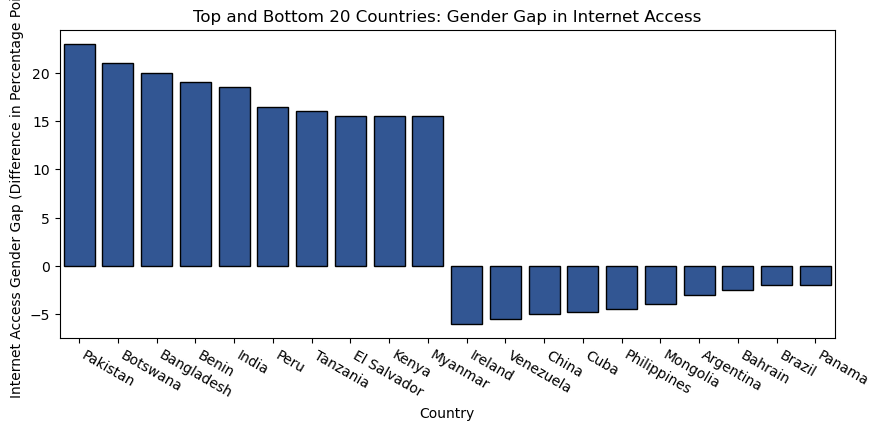 Top and Bottom 20 Countries: Gender Gap in Internet Access
Internet Access Gender Gap (Difference in Percentage
20
15
10
5
0
−5
Pakistan
Botswana
Bangladesh
Benin
India
Peru
Tanzania
El Salvador
Kenya
Myanmar
Ireland
Venezuela
China
Cuba
Philippines
Mongolia
Argentina
Bahrain
Brazil
Panama
Country